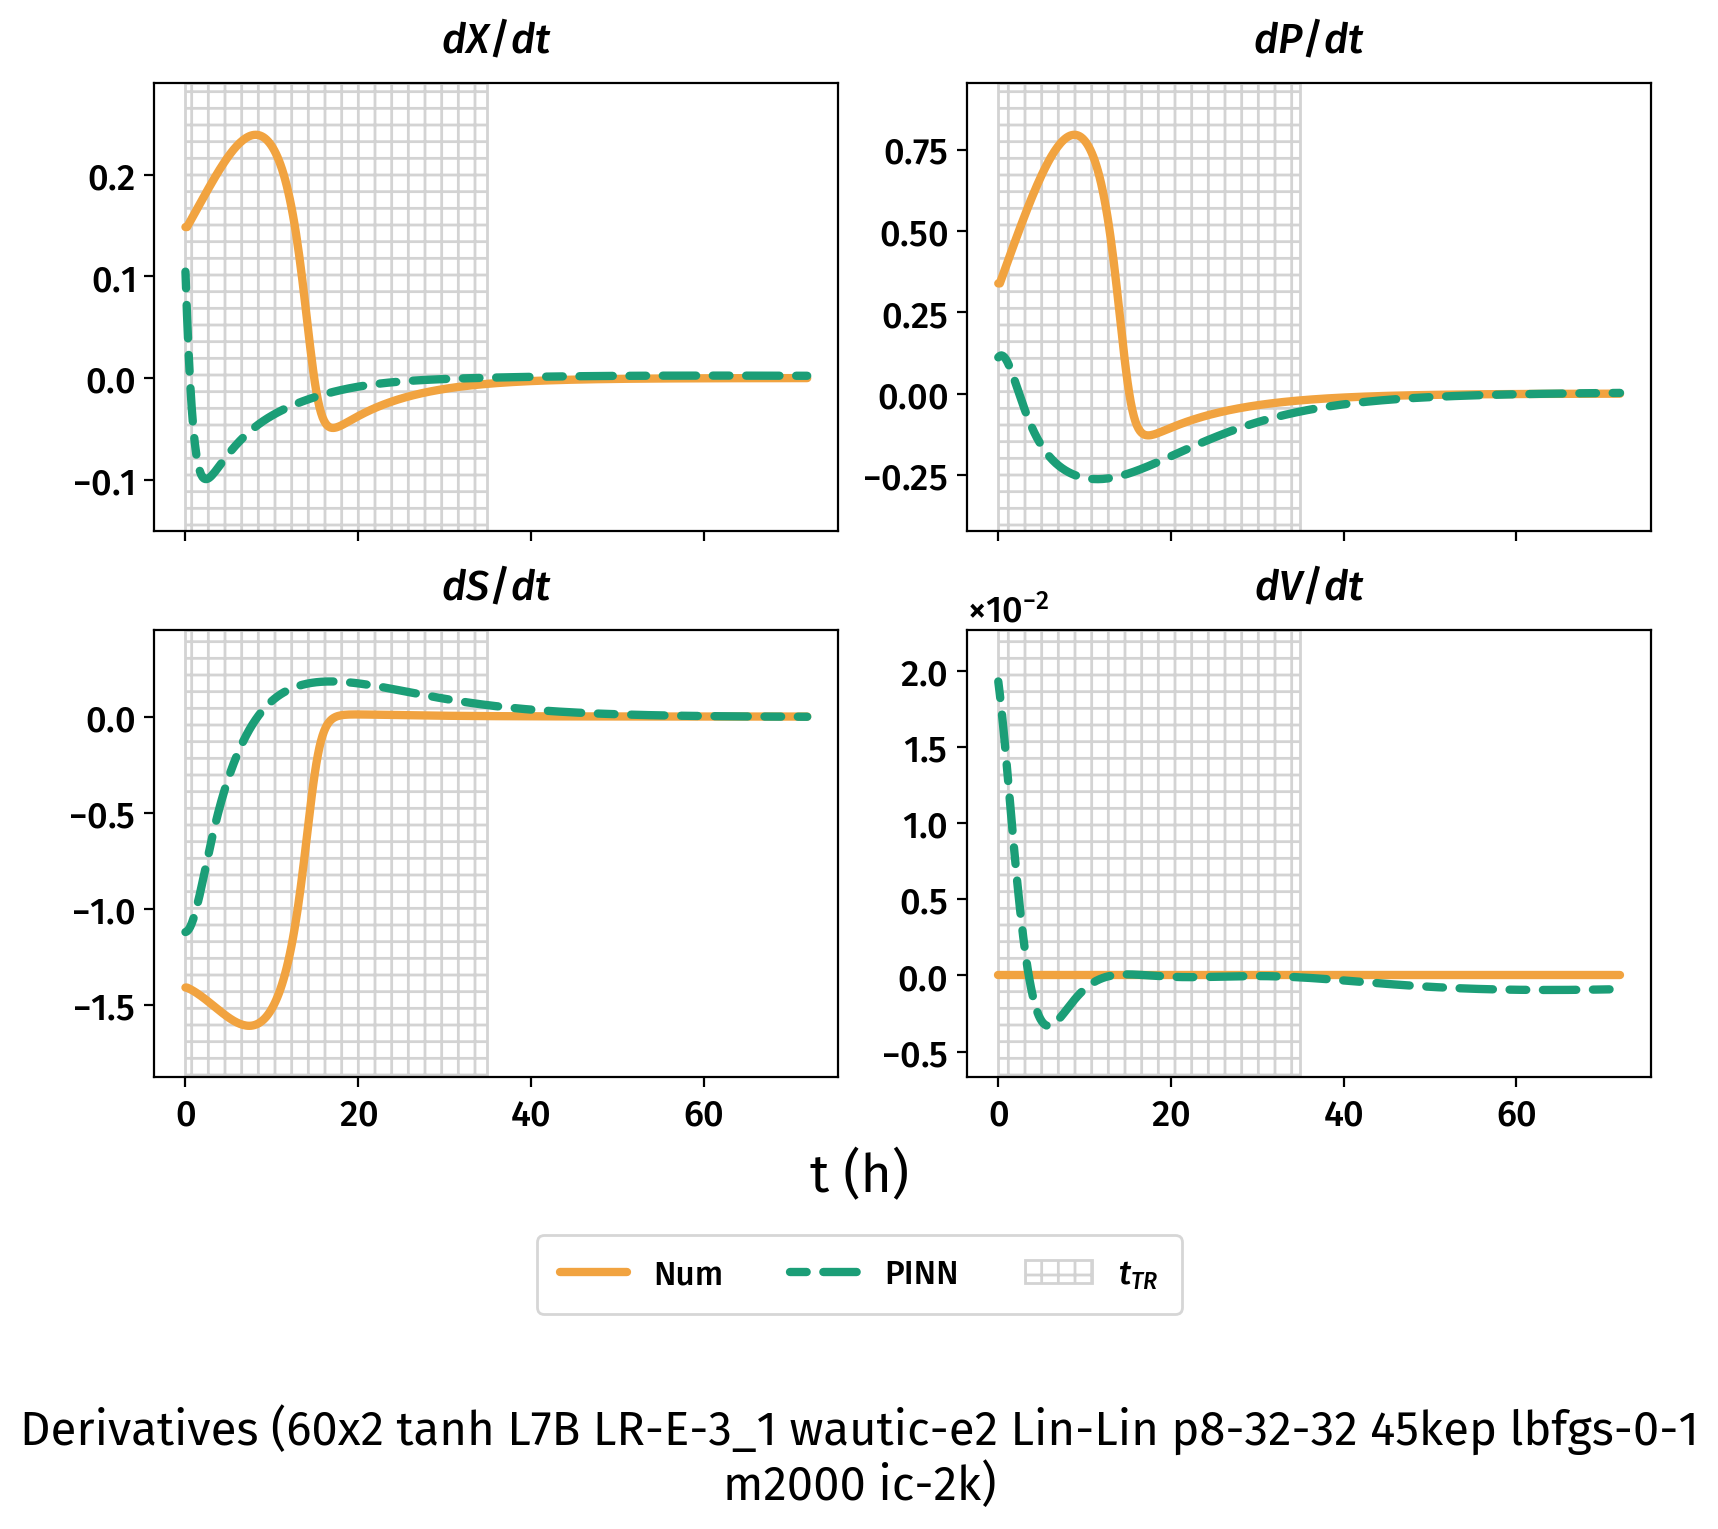 dX/dt
dP/dt
0.2
0.1
0.0
−0.1
0.75
0.50
0.25
0.00
−0.25
dS/dt
dV/dt
×10⁻²
0.0
−0.5
−1.0
−1.5
2.0
1.5
1.0
0.5
0.0
−0.5
0 20 40 60
0 20 40 60
t (h)
Num PINN t_TR
Derivatives (60x2 tanh L7B LR-E-3_1 wautic-e2 Lin-Lin p8-32-32 45kep lbfgs-0-1
m2000 ic-2k)